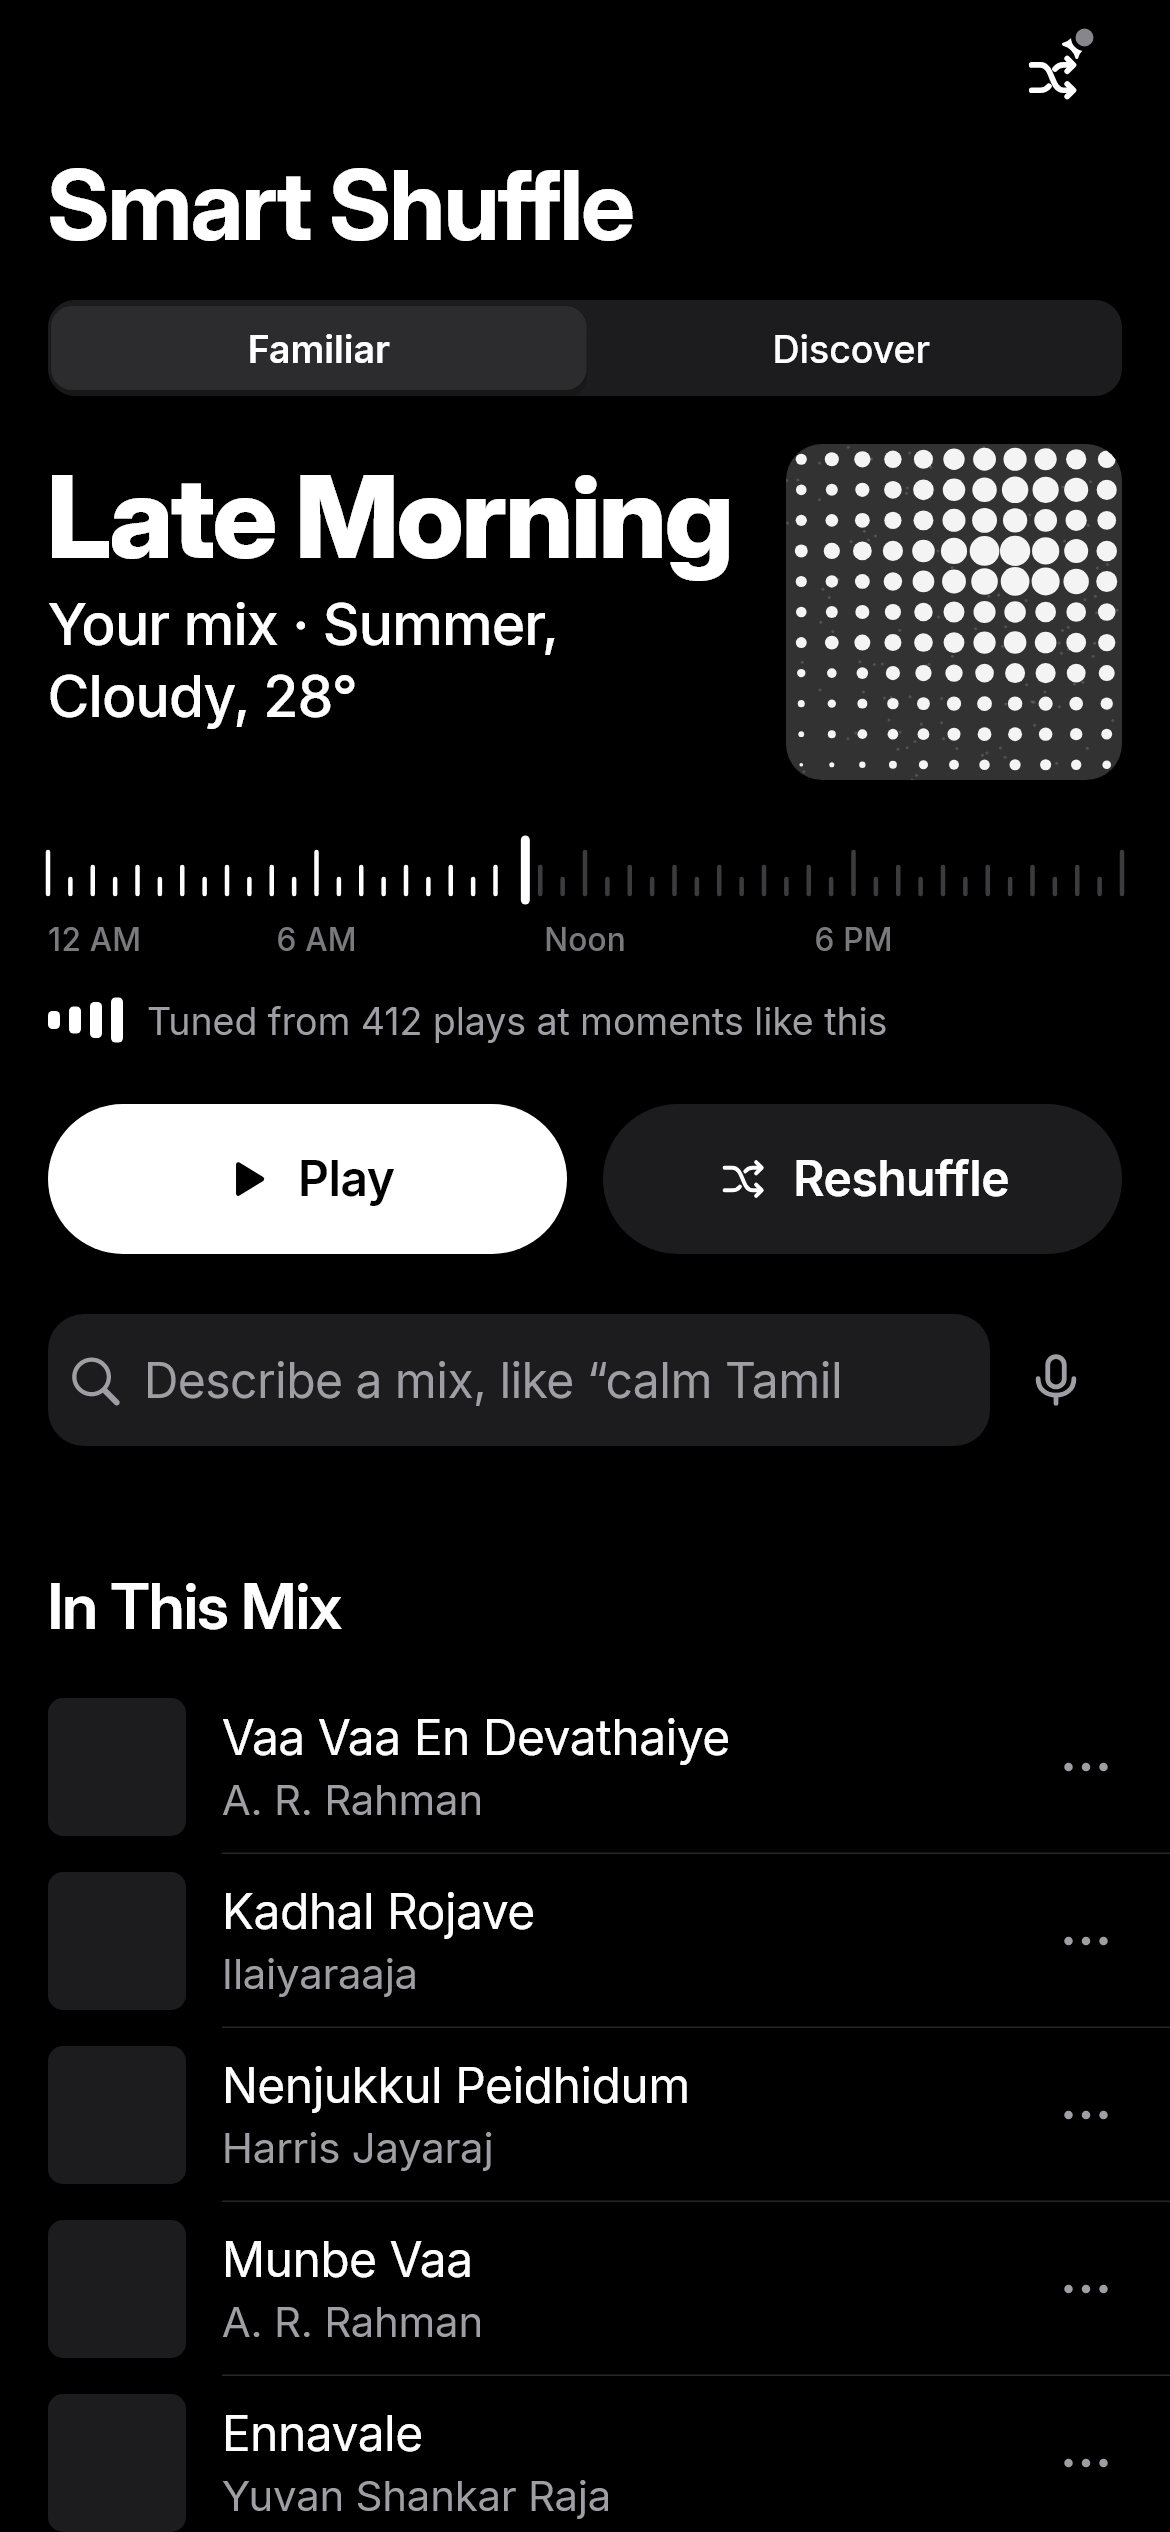 Smart Shuffle
Familiar
Discover
Late Morning
Your mix · Summer,
Cloudy, 28°
12 AM
6 AM
Noon
6 PM
Tuned from 412 plays at moments like this
Play
Reshuffle
Describe a mix, like “calm Tamil
In This Mix
Vaa Vaa En Devathaiye
A. R. Rahman
Kadhal Rojave
Ilaiyaraaja
Nenjukkul Peidhidum
Harris Jayaraj
Munbe Vaa
A. R. Rahman
Ennavale
Yuvan Shankar Raja